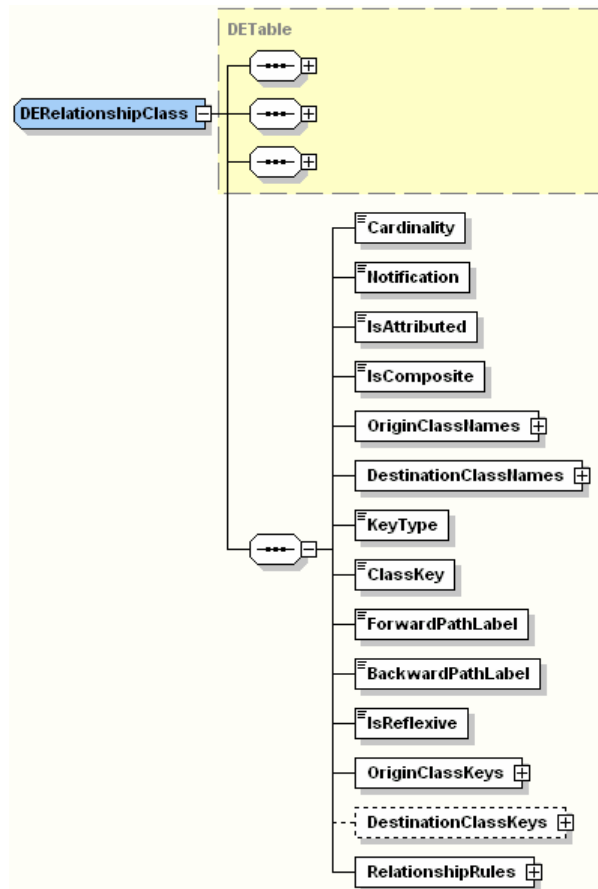 DETable
DERelationshipClass
Cardinality
Notification
IsAttributed
IsComposite
OriginClassNames
DestinationClassNames
KeyType
ClassKey
ForwardPathLabel
BackwardPathLabel
IsReflexive
OriginClassKeys
DestinationClassKeys
RelationshipRules